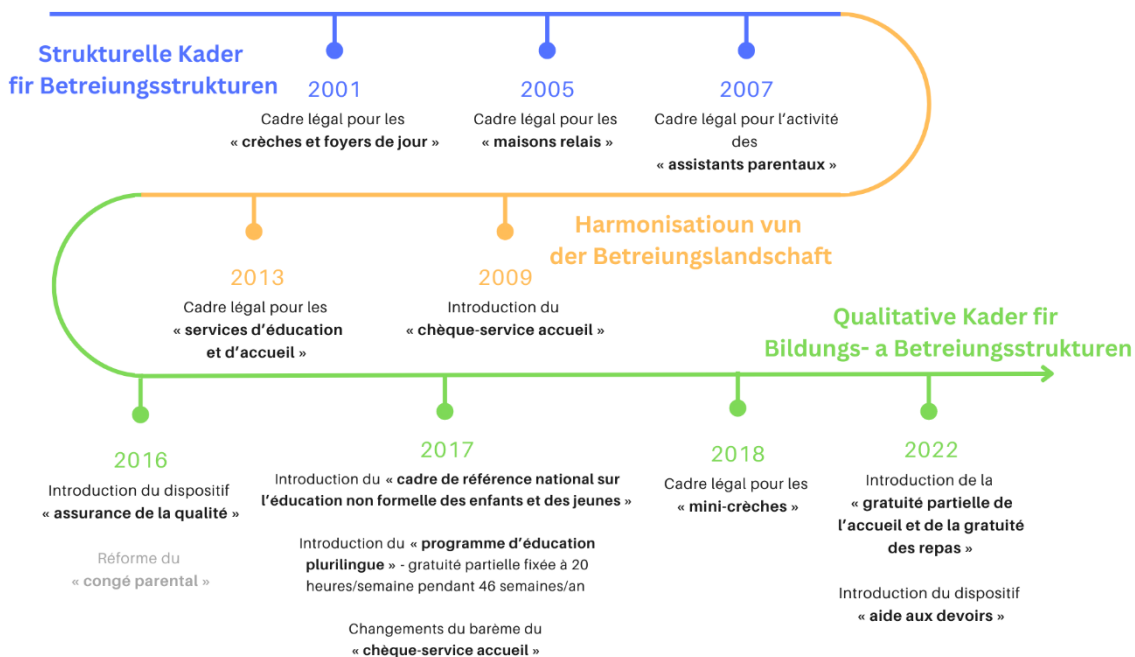 Strukturelle Kader
fir Betreiungsstrukturen
2001
Cadre légal pour les
« crèches et foyers de jour »
2005
Cadre légal pour les
« maisons relais »
2007
Cadre légal pour l'activité
des
« assistants parentaux »
Harmonisatioun vun
der Betreiungslandschaft
2013
Cadre légal pour les
« services d'éducation
et d'accueil »
2009
Introduction du
« chèque-service accueil »
Qualitative Kader fir
Bildungs- a Betreiungsstrukturen
2016
Introduction du dispositif
« assurance de la qualité »
Réforme du
« congé parental »
2017
Introduction du « cadre de référence national sur
l'éducation non formelle des enfants et des jeunes »
Introduction du « programme d'éducation
plurilingue » - gratuité partielle fixée à 20
heures/semaine pendant 46 semaines/an
Changements du barème du
« chèque-service accueil »
2018
Cadre légal pour les
« mini-crèches »
2022
Introduction de la
« gratuité partielle de
l'accueil et de la gratuité
des repas »
Introduction du dispositif
« aide aux devoirs »